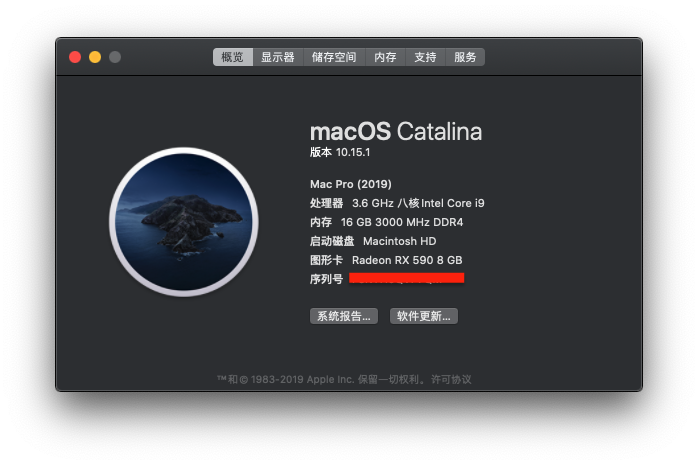 概览 显示器 储存空间 内存 支持 服务
macOS Catalina
版本 10.15.1
Mac Pro (2019)
处理器 3.6 GHz 八核Intel Core i9
内存 16 GB 3000 MHz DDR4
启动磁盘 Macintosh HD
图形卡 Radeon RX 590 8 GB
序列号
系统报告... 软件更新...
™和© 1983-2019 Apple Inc. 保留一切权利。许可协议